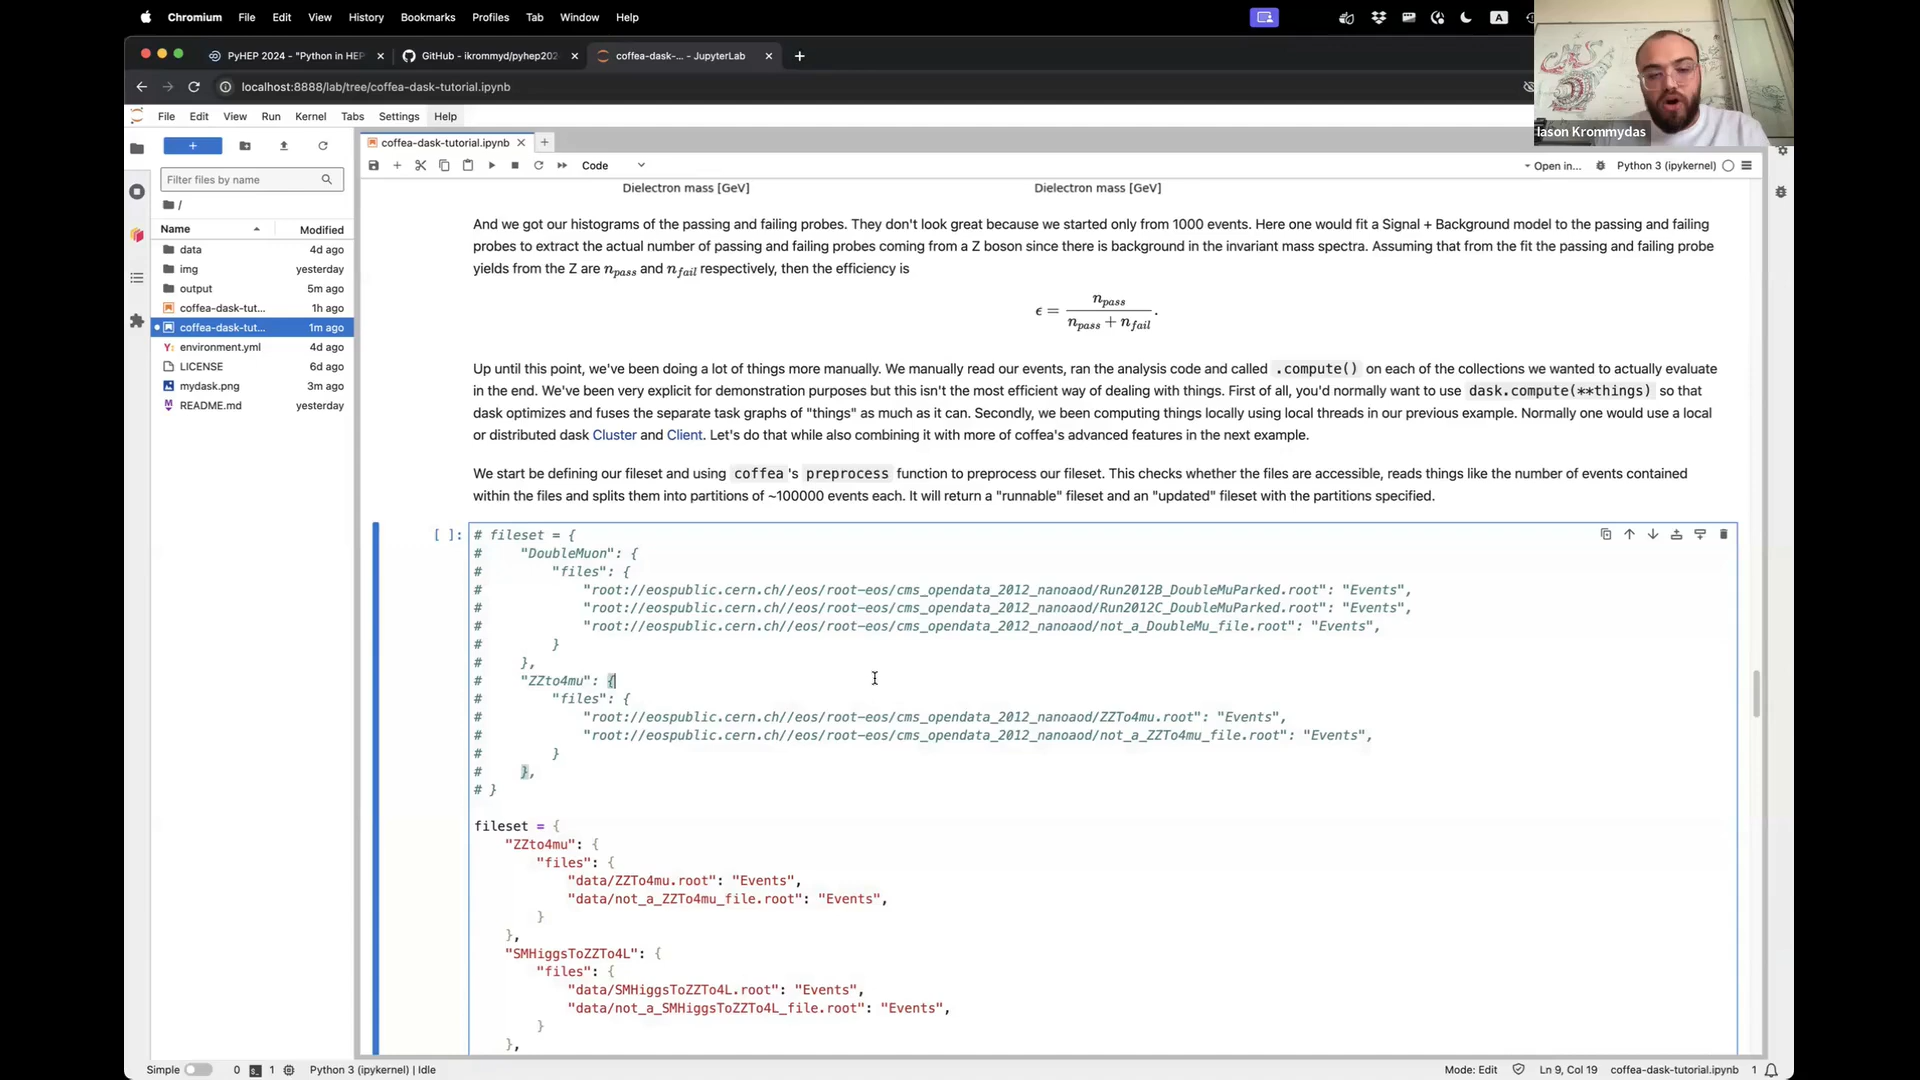 Chromium File Edit View History Bookmarks Profiles Tab Window Help
A
PyHEP 2024 - "Python in HEP
GitHub - ikrommyd/pyhep202
coffea-dask-... - JupyterLab
localhost:8888/lab/tree/coffea-dask-tutorial.ipynb
CMS
Iason Krommydas
File Edit View Run Kernel Tabs Settings Help
coffea-dask-tutorial.ipynb
Code
Open in...
Python 3 (ipykernel)
Filter files by name
/
Name Modified
data 4d ago
img yesterday
output 5m ago
coffea-dask-tut... 1h ago
coffea-dask-tut... 1m ago
environment.yml 4d ago
LICENSE 6d ago
mydask.png 3m ago
README.md yesterday
Dielectron mass [GeV] Dielectron mass [GeV]
And we got our histograms of the passing and failing probes. They don't look great because we started only from 1000 events. Here one would fit a Signal + Background model to the passing and failing
probes to extract the actual number of passing and failing probes coming from a Z boson since there is background in the invariant mass spectra. Assuming that from the fit the passing and failing probe
yields from the Z are n_pass and n_fail respectively, then the efficiency is
ϵ = n_pass / (n_pass + n_fail).
Up until this point, we've been doing a lot of things more manually. We manually read our events, ran the analysis code and called .compute() on each of the collections we wanted to actually evaluate
in the end. We've been very explicit for demonstration purposes but this isn't the most efficient way of dealing with things. First of all, you'd normally want to use dask.compute(**things) so that
dask optimizes and fuses the separate task graphs of "things" as much as it can. Secondly, we been computing things locally using local threads in our previous example. Normally one would use a local
or distributed dask Cluster and Client. Let's do that while also combining it with more of coffea's advanced features in the next example.
We start be defining our fileset and using coffea 's preprocess function to preprocess our fileset. This checks whether the files are accessible, reads things like the number of events contained
within the files and splits them into partitions of ~100000 events each. It will return a "runnable" fileset and an "updated" fileset with the partitions specified.
[ ]:
# fileset = {
#     "DoubleMuon": {
#         "files": {
#             "root://eospublic.cern.ch//eos/root-eos/cms_opendata_2012_nanoaod/Run2012B_DoubleMuParked.root": "Events",
#             "root://eospublic.cern.ch//eos/root-eos/cms_opendata_2012_nanoaod/Run2012C_DoubleMuParked.root": "Events",
#             "root://eospublic.cern.ch//eos/root-eos/cms_opendata_2012_nanoaod/not_a_DoubleMu_file.root": "Events",
#         }
#     },
#     "ZZto4mu": {
#         "files": {
#             "root://eospublic.cern.ch//eos/root-eos/cms_opendata_2012_nanoaod/ZZTo4mu.root": "Events",
#             "root://eospublic.cern.ch//eos/root-eos/cms_opendata_2012_nanoaod/not_a_ZZTo4mu_file.root": "Events",
#         }
#     },
# }
fileset = {
    "ZZto4mu": {
        "files": {
            "data/ZZTo4mu.root": "Events",
            "data/not_a_ZZTo4mu_file.root": "Events",
        }
    },
    "SMHiggsToZZTo4L": {
        "files": {
            "data/SMHiggsToZZTo4L.root": "Events",
            "data/not_a_SMHiggsToZZTo4L_file.root": "Events",
        }
    },
Simple 0 1 Python 3 (ipykernel) | Idle
Mode: Edit Ln 9, Col 19 coffea-dask-tutorial.ipynb 1